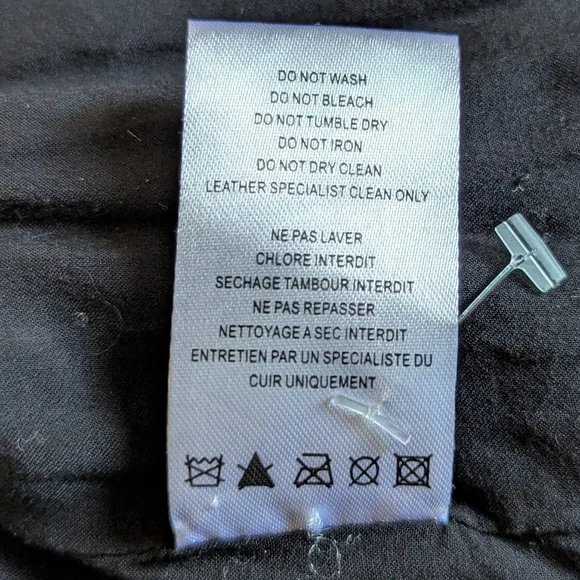 DO NOT WASH
DO NOT BLEACH
DO NOT TUMBLE DRY
DO NOT IRON
DO NOT DRY CLEAN
LEATHER SPECIALIST CLEAN ONLY
NE PAS LAVER
CHLORE INTERDIT
SECHAGE TAMBOUR INTERDIT
NE PAS REPASSER
NETTOYAGE A SEC INTERDIT
ENTRETIEN PAR UN SPECIALISTE DU
CUIR UNIQUEMENT